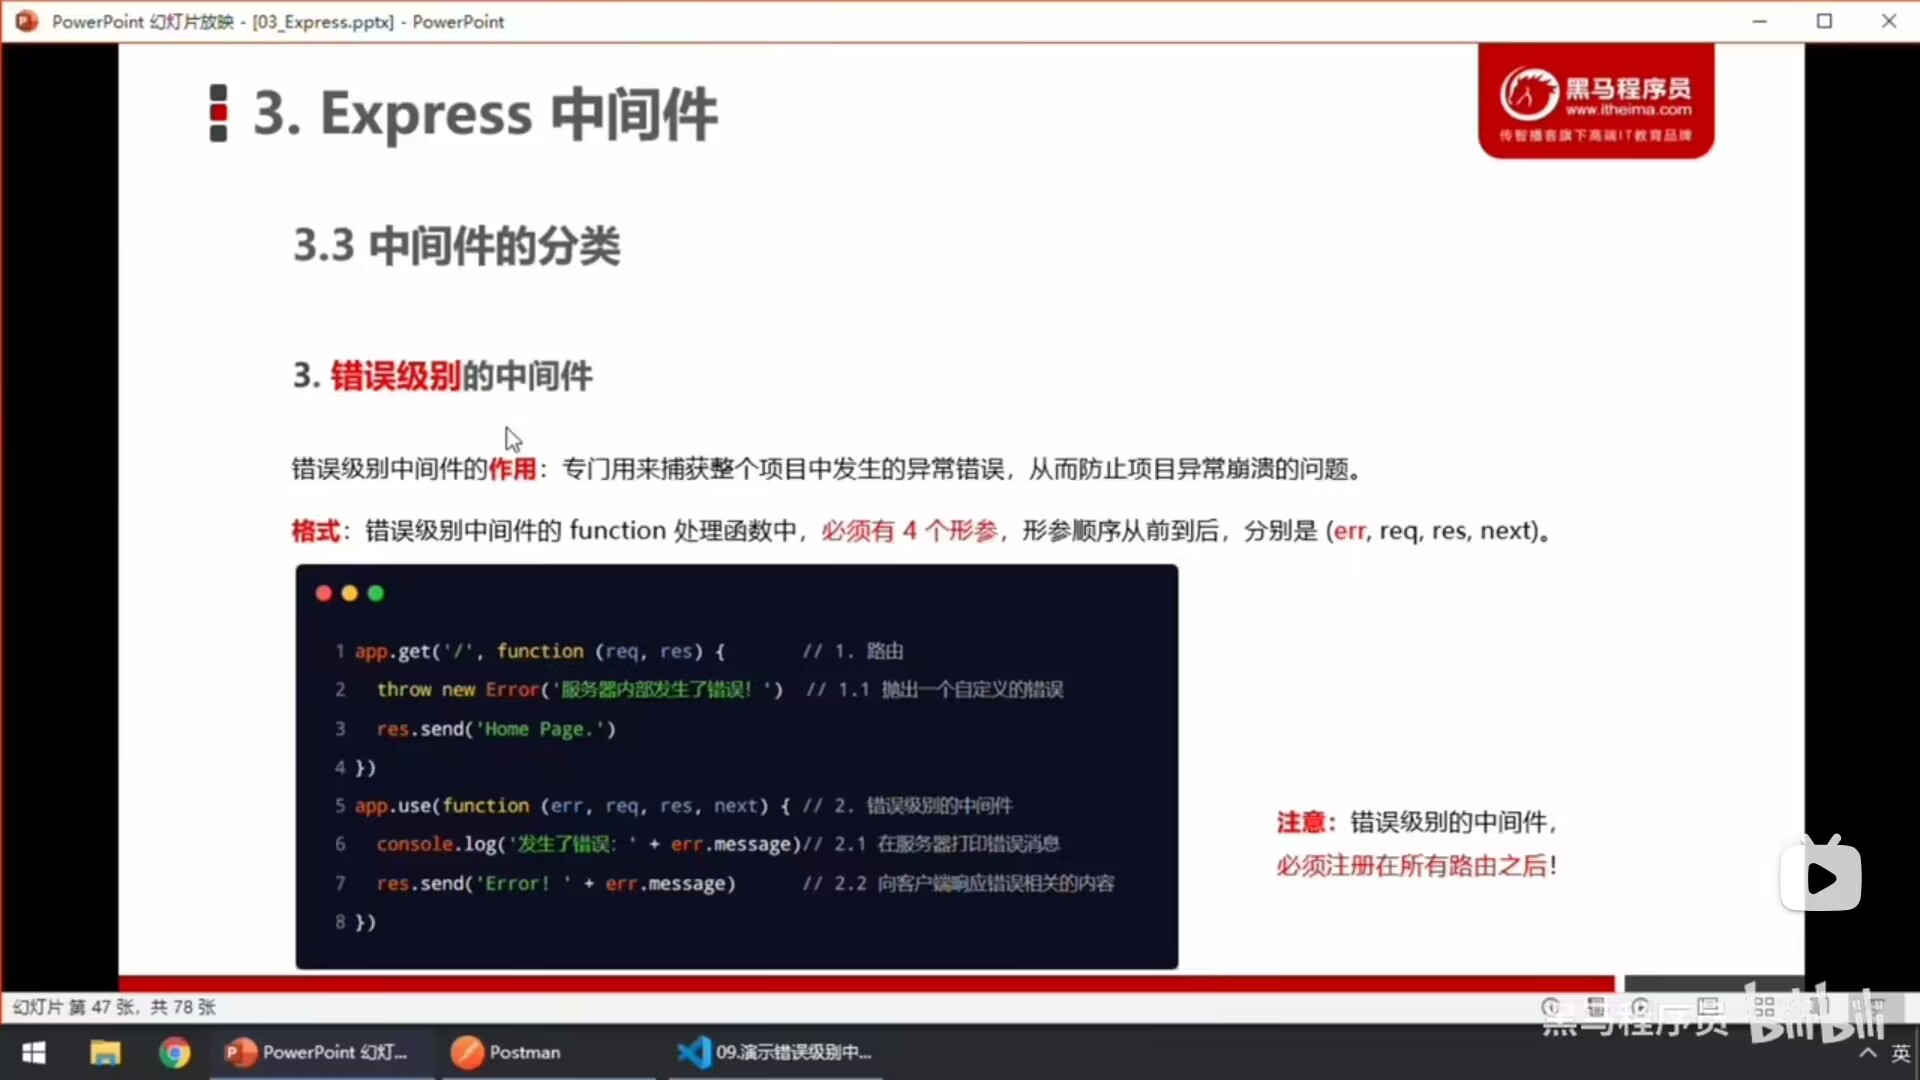 PowerPoint 幻灯片放映 - [03_Express.pptx] - PowerPoint
3. Express 中间件
黑马程序员
www.itheima.com
传智播客旗下高端IT教育品牌
3.3 中间件的分类
3. 错误级别的中间件
错误级别中间件的作用：专门用来捕获整个项目中发生的异常错误，从而防止项目异常崩溃的问题。
格式：错误级别中间件的 function 处理函数中，必须有 4 个形参，形参顺序从前到后，分别是 (err, req, res, next)。
1 app.get('/', function (req, res) { // 1. 路由
2 throw new Error('服务器内部发生了错误！') // 1.1 抛出一个自定义的错误
3 res.send('Home Page.')
4 })
5 app.use(function (err, req, res, next) { // 2. 错误级别的中间件
6 console.log('发生了错误：' + err.message)// 2.1 在服务器打印错误消息
7 res.send('Error! ' + err.message) // 2.2 向客户端响应错误相关的内容
8 })
注意：错误级别的中间件，
必须注册在所有路由之后！
幻灯片 第 47 张，共 78 张
黑马程序员 bilibili
PowerPoint 幻灯... Postman 09.演示错误级别中... 英